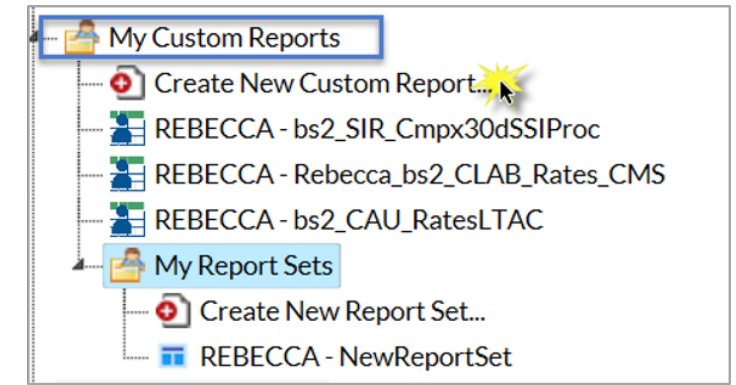 My Custom Reports
Create New Custom Report...
REBECCA - bs2_SIR_Cmpx30dSSIProc
REBECCA - Rebecca_bs2_CLAB_Rates_CMS
REBECCA - bs2_CAU_RatesLTAC
My Report Sets
Create New Report Set...
REBECCA - NewReportSet